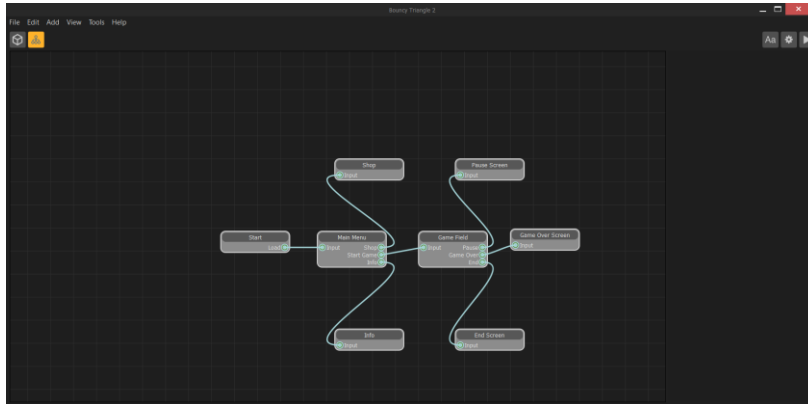 Bouncy Triangle 2
File Edit Add View Tools Help
Aa
Shop
Input
Pause Screen
Input
Start
Load
Main Menu
Input Shop
Start Game
Info
Game Field
Input Pause
Game Over
End
Game Over Screen
Input
Info
Input
End Screen
Input